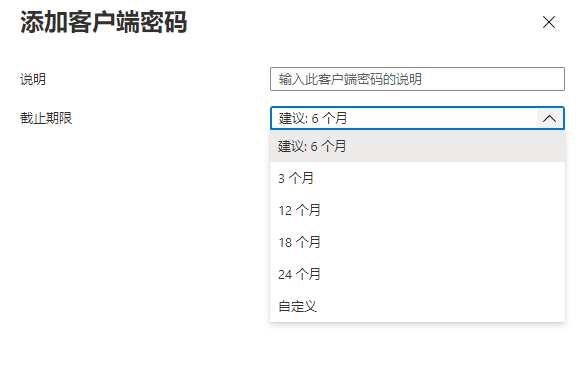 添加客户端密码
说明
输入此客户端密码的说明
截止期限
建议: 6 个月
建议: 6 个月
3 个月
12 个月
18 个月
24 个月
自定义